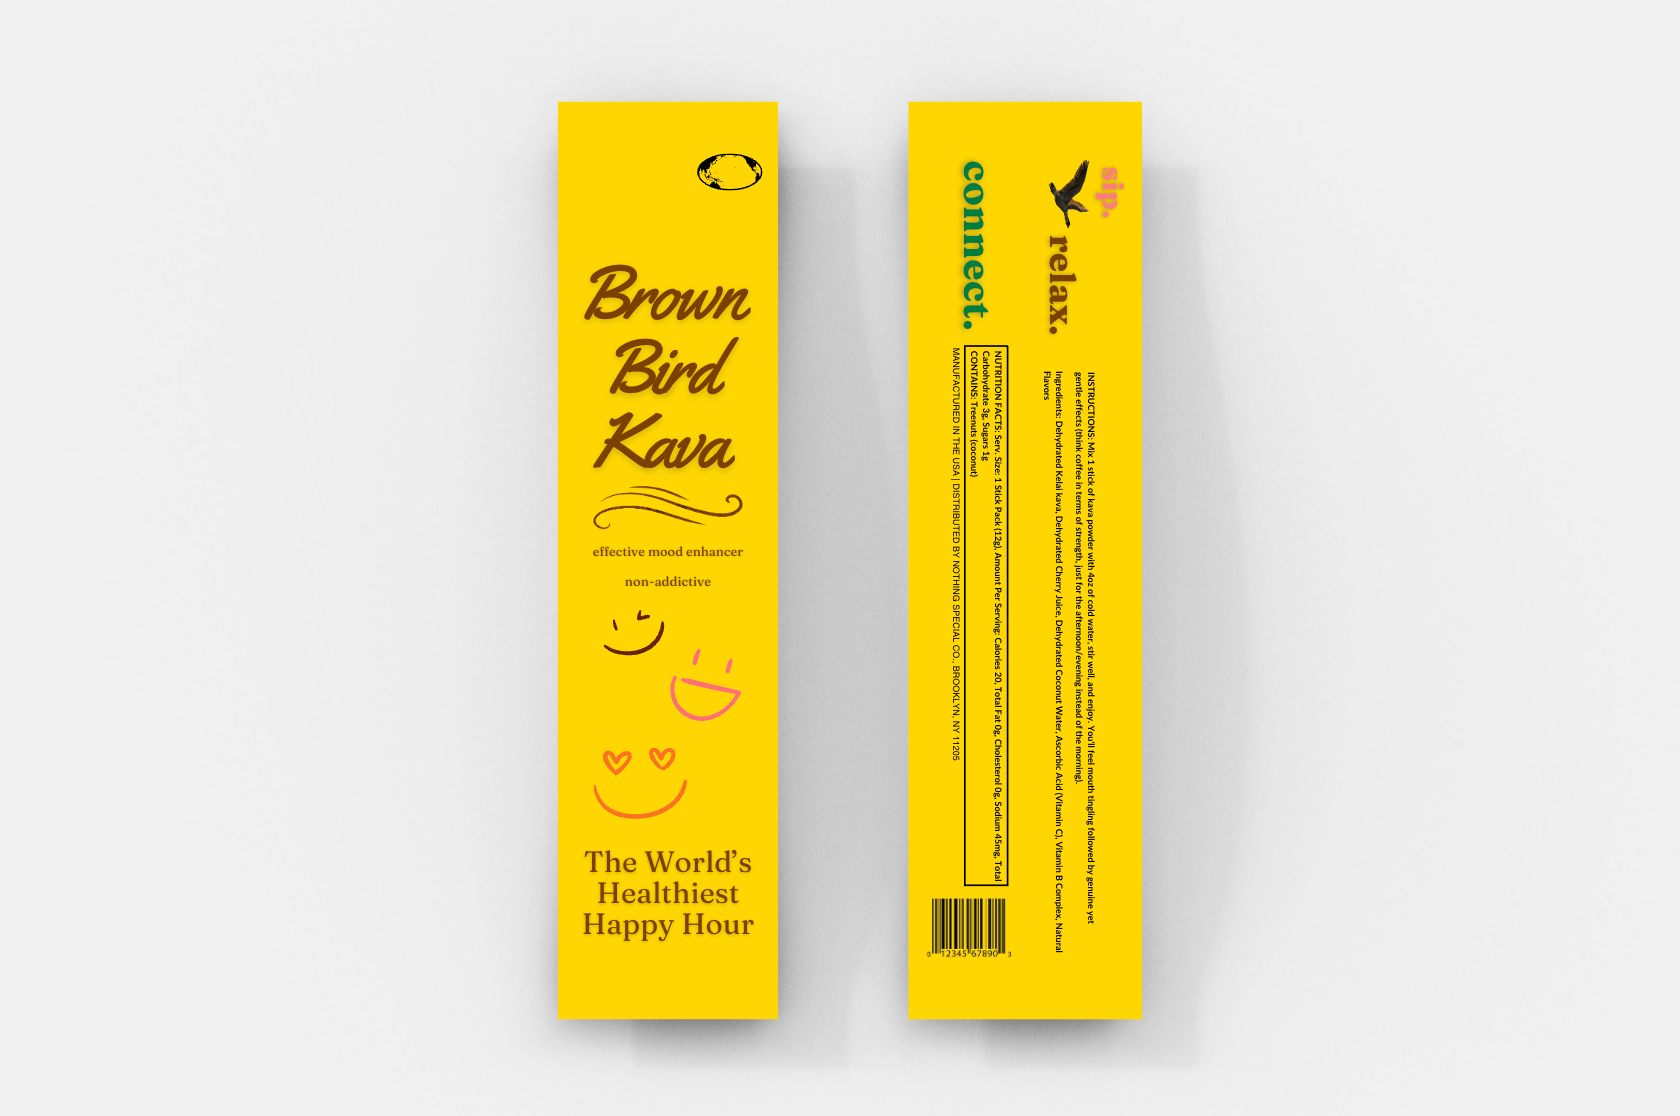 Brown
Bird
Kava
effective mood enhancer
non-addictive
The World's
Healthiest
Happy Hour
sip.
relax.
connect.
INSTRUCTIONS: Mix 1 stick of kava powder with 4oz of cold water, stir well, and enjoy. You'll feel mouth tingling followed by genuine yet
gentle effects (think coffee in terms of strength, just for the afternoon/evening instead of the morning).
Ingredients: Dehydrated Kelai kava, Dehydrated Cherry Juice, Dehydrated Coconut Water, Ascorbic Acid (Vitamin C), Vitamin B Complex, Natural
Flavors
NUTRITION FACTS: Serv. Size: 1 Stick Pack (12g), Amount Per Serving: Calories 20, Total Fat 0g, Cholesterol 0g, Sodium 45mg, Total
Carbohydrate 3g, Sugars 1g
CONTAINS: Treenuts (coconut)
MANUFACTURED IN THE USA | DISTRIBUTED BY NOTHING SPECIAL CO., BROOKLYN, NY 11205
0 12345 67890 3